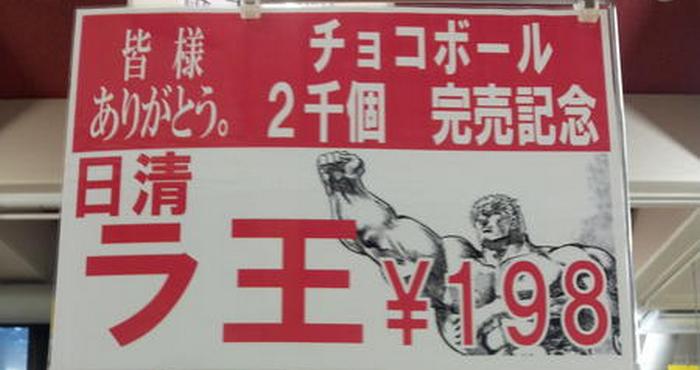 皆様
ありがとう。
チョコボール
2千個 完売記念
日清
ラ王
¥198